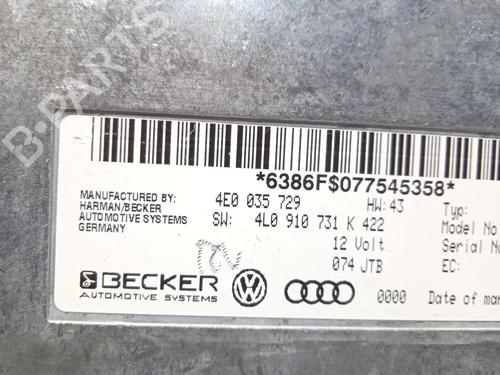 *6386F$077545358*
MANUFACTURED BY:
HARMAN/BECKER
AUTOMOTIVE SYSTEMS
GERMANY
4E0 035 729 HW: 43 Typ:
SW: 4L0 910 731 K 422 Model No
12 Volt Serial No
074 JTB EC:
BECKER
AUTOMOTIVE SYSTEMS
0000 Date of man
B-PARTS